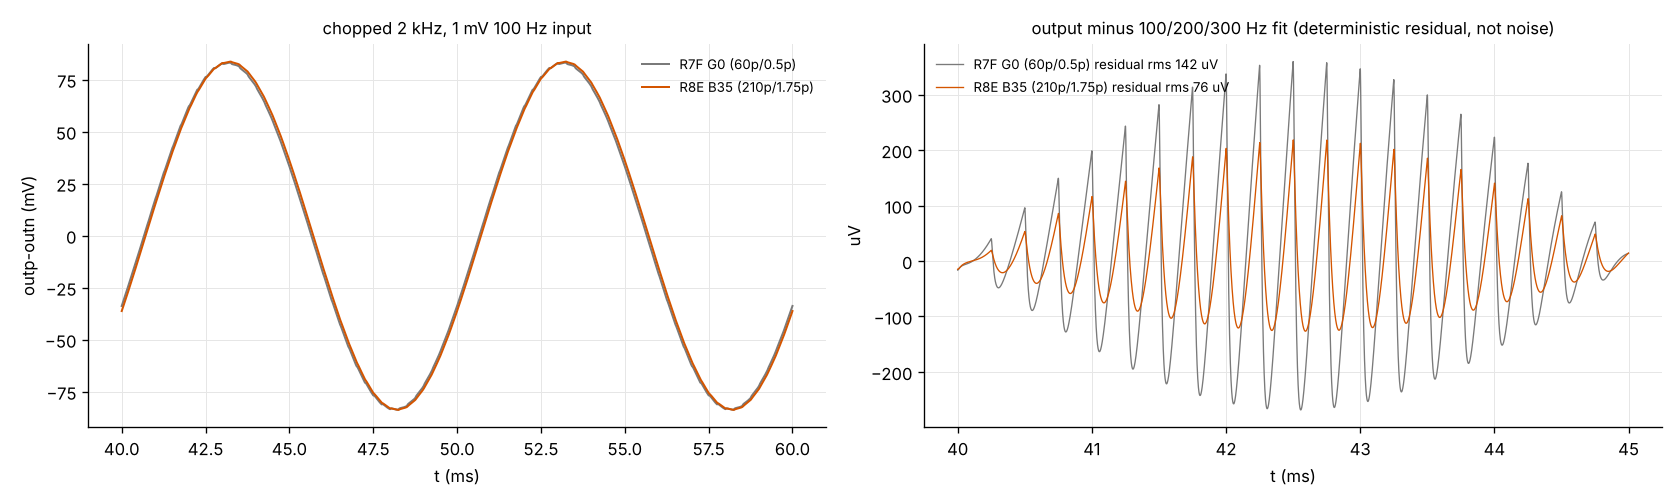 chopped 2 kHz, 1 mV 100 Hz input
R7F G0 (60p/0.5p)
R8E B35 (210p/1.75p)
outp-outn (mV)
75
50
25
0
−25
−50
−75
40.0 42.5 45.0 47.5 50.0 52.5 55.0 57.5 60.0
t (ms)
output minus 100/200/300 Hz fit (deterministic residual, not noise)
R7F G0 (60p/0.5p) residual rms 142 uV
R8E B35 (210p/1.75p) residual rms 76 uV
uV
300
200
100
0
−100
−200
40 41 42 43 44 45
t (ms)